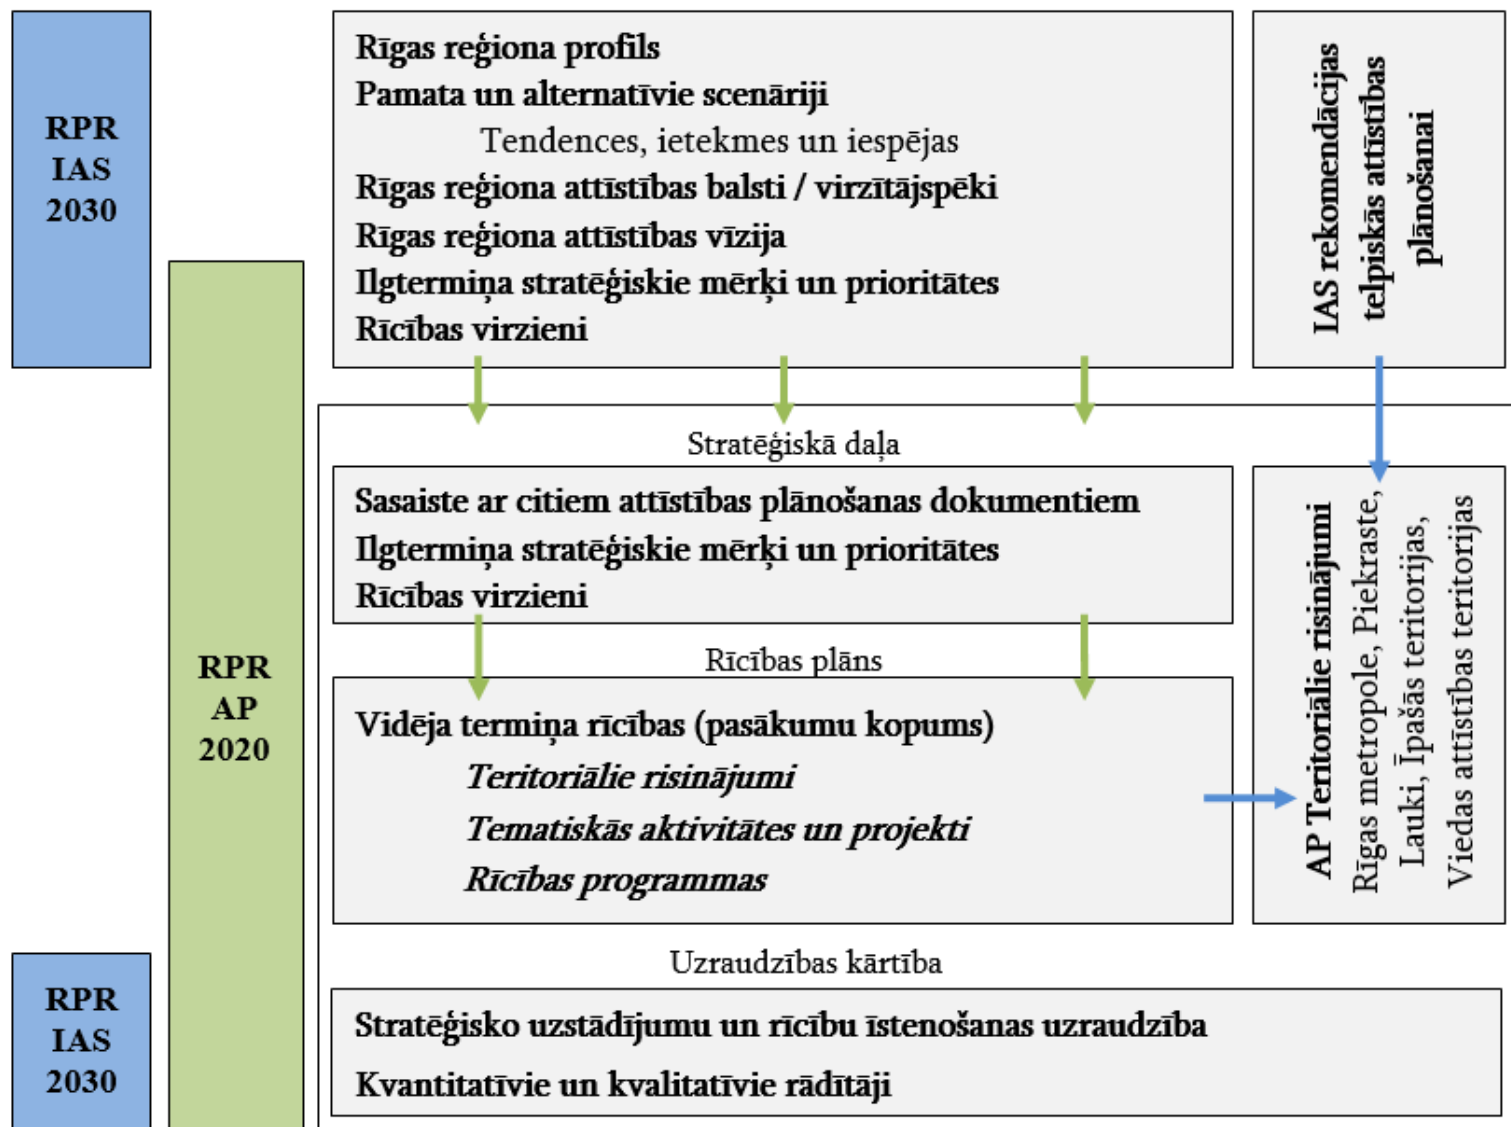 RPR
IAS
2030
Rīgas reģiona profils
Pamata un alternatīvie scenāriji
Tendences, ietekmes un iespējas
Rīgas reģiona attīstības balsti / virzītājspēki
Rīgas reģiona attīstības vīzija
Ilgtermiņa stratēģiskie mērķi un prioritātes
Rīcības virzieni
IAS rekomendācijas
telpiskās attīstības
plānošanai
RPR
AP
2020
Stratēģiskā daļa
Sasaiste ar citiem attīstības plānošanas dokumentiem
Ilgtermiņa stratēģiskie mērķi un prioritātes
Rīcības virzieni
Rīcības plāns
Vidēja termiņa rīcības (pasākumu kopums)
Teritoriālie risinājumi
Tematiskās aktivitātes un projekti
Rīcības programmas
AP Teritoriālie risinājumi
Rīgas metropole, Piekraste,
Lauki, Īpašās teritorijas,
Viedas attīstības teritorijas
RPR
IAS
2030
Uzraudzības kārtība
Stratēģisko uzstādījumu un rīcību īstenošanas uzraudzība
Kvantitatīvie un kvalitatīvie rādītāji